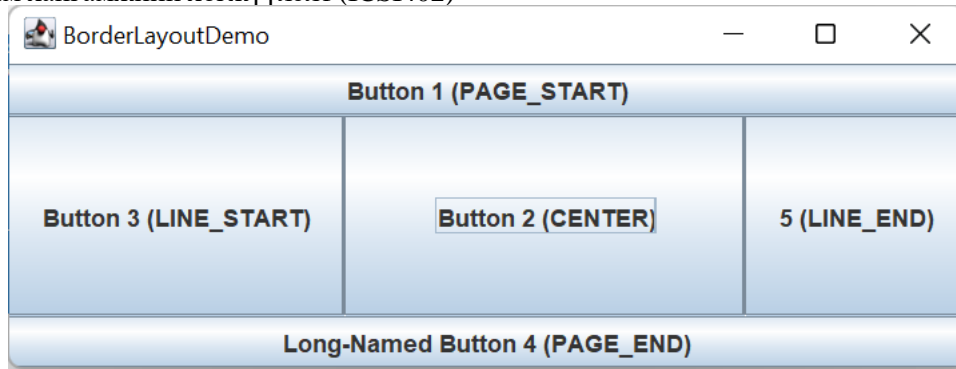 BorderLayoutDemo
Button 1 (PAGE_START)
Button 3 (LINE_START) Button 2 (CENTER) 5 (LINE_END)
Long-Named Button 4 (PAGE_END)